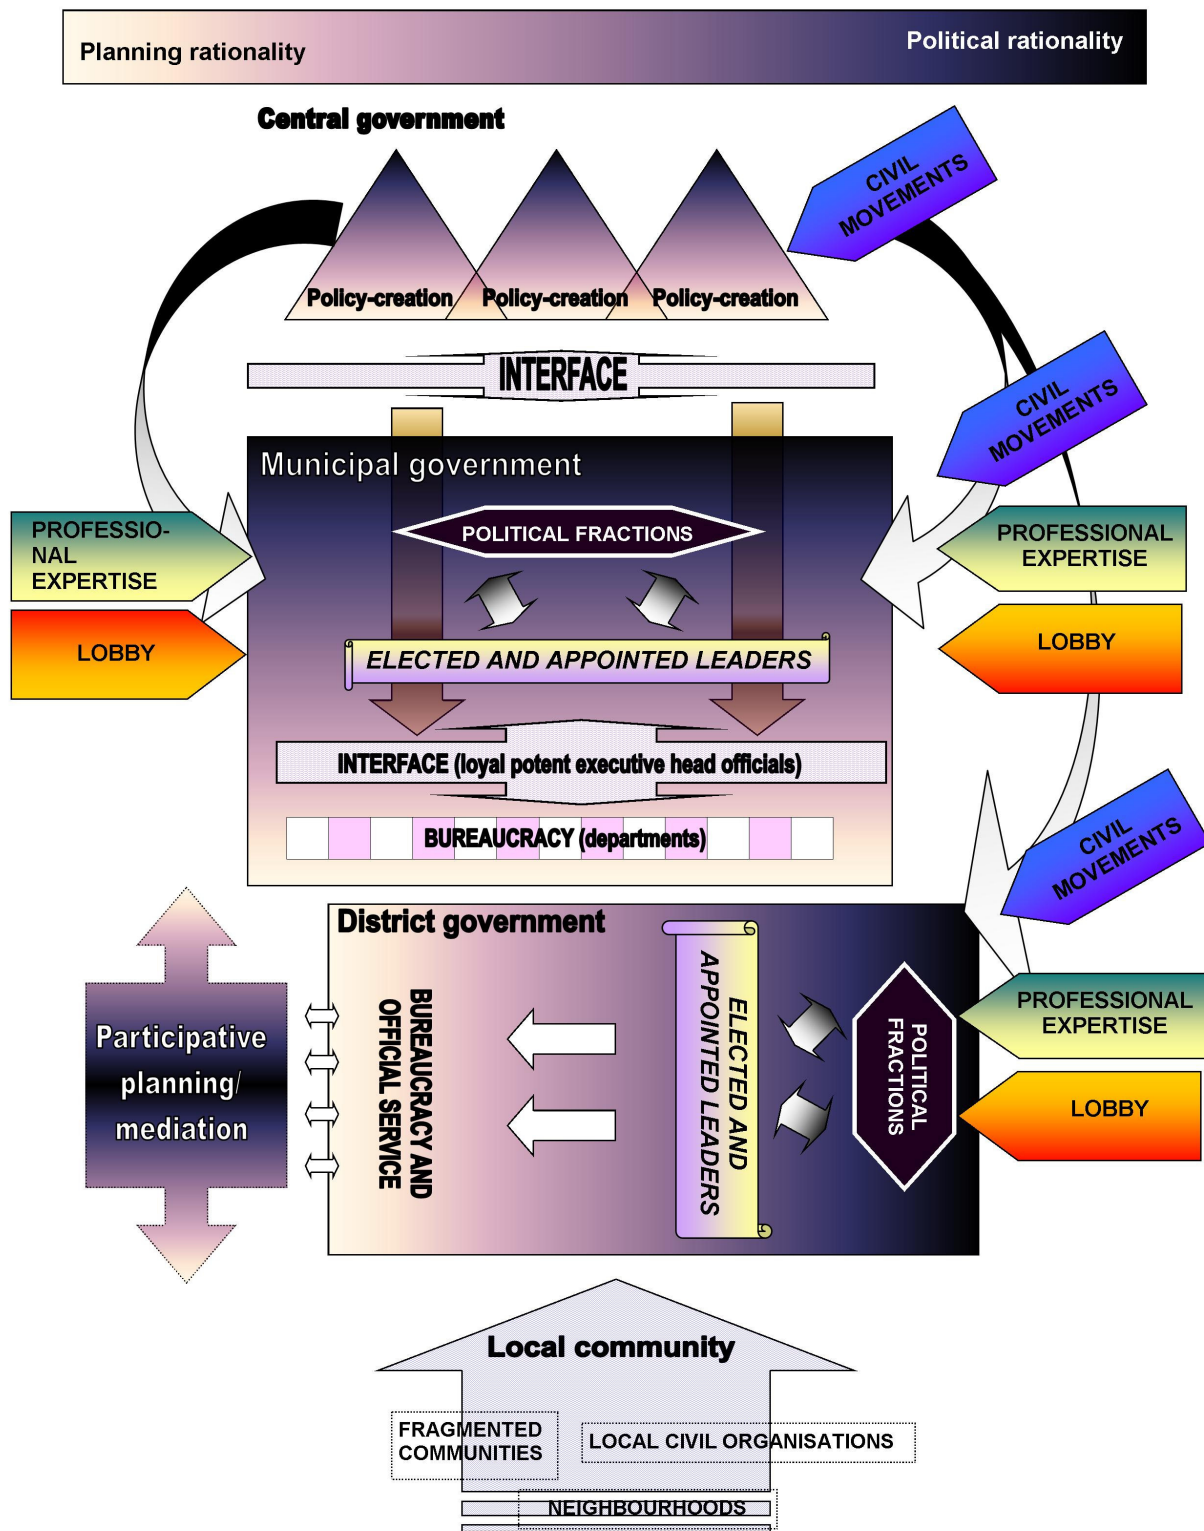 Planning rationality
Political rationality
Central government
CIVIL
MOVEMENTS
Policy-creation
Policy-creation
Policy-creation
INTERFACE
CIVIL
MOVEMENTS
Municipal government
PROFESSIO-
NAL
EXPERTISE
POLITICAL FRACTIONS
PROFESSIONAL
EXPERTISE
LOBBY
ELECTED AND APPOINTED LEADERS
LOBBY
INTERFACE (loyal potent executive head officials)
BUREAUCRACY (departments)
CIVIL
MOVEMENTS
District government
Participative
planning/
mediation
BUREAUCRACY AND
OFFICIAL SERVICE
ELECTED AND
APPOINTED LEADERS
POLITICAL
FRACTIONS
PROFESSIONAL
EXPERTISE
LOBBY
Local community
FRAGMENTED
COMMUNITIES
LOCAL CIVIL ORGANISATIONS
NEIGHBOURHOODS